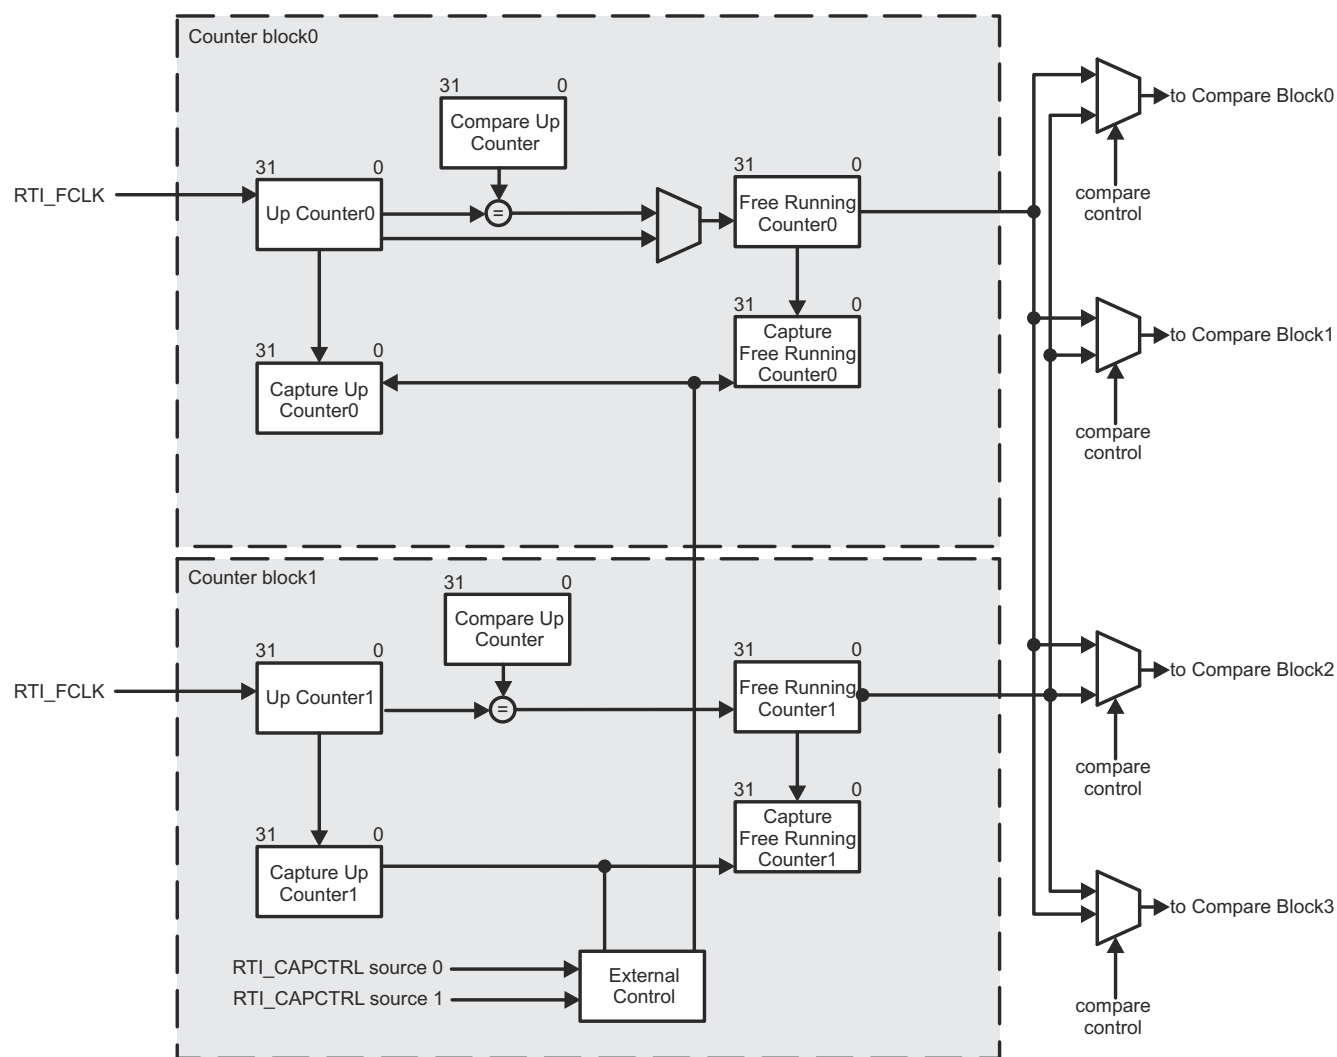 Counter block0
31 0
Compare Up
Counter
to Compare Block0
31 0
31 0
RTI_FCLK
Up Counter0
=
Free Running
Counter0
compare
control
31 0
Capture
Free Running
Counter0
to Compare Block1
31 0
Capture Up
Counter0
compare
control
Counter block1
31 0
Compare Up
Counter
31 0
31 0
RTI_FCLK
Up Counter1
=
Free Running
Counter1
to Compare Block2
compare
control
31 0
Capture
Free Running
Counter1
31 0
Capture Up
Counter1
to Compare Block3
RTI_CAPCTRL source 0
RTI_CAPCTRL source 1
External
Control
compare
control